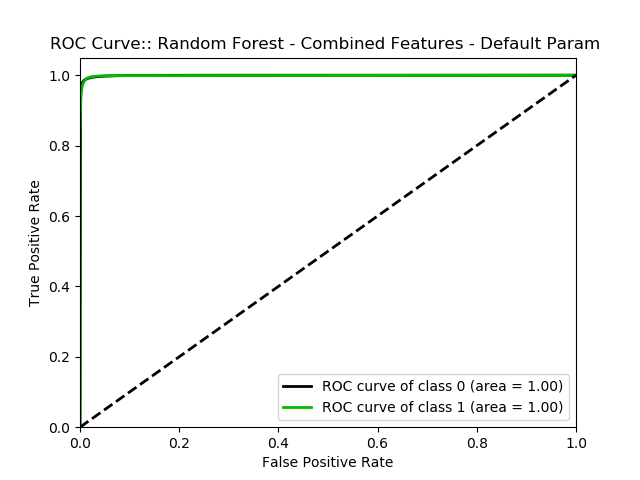 ROC Curve:: Random Forest - Combined Features - Default Param
1.0
0.8
0.6
0.4
0.2
0.0
True Positive Rate
ROC curve of class 0 (area = 1.00)
ROC curve of class 1 (area = 1.00)
0.0 0.2 0.4 0.6 0.8 1.0
False Positive Rate